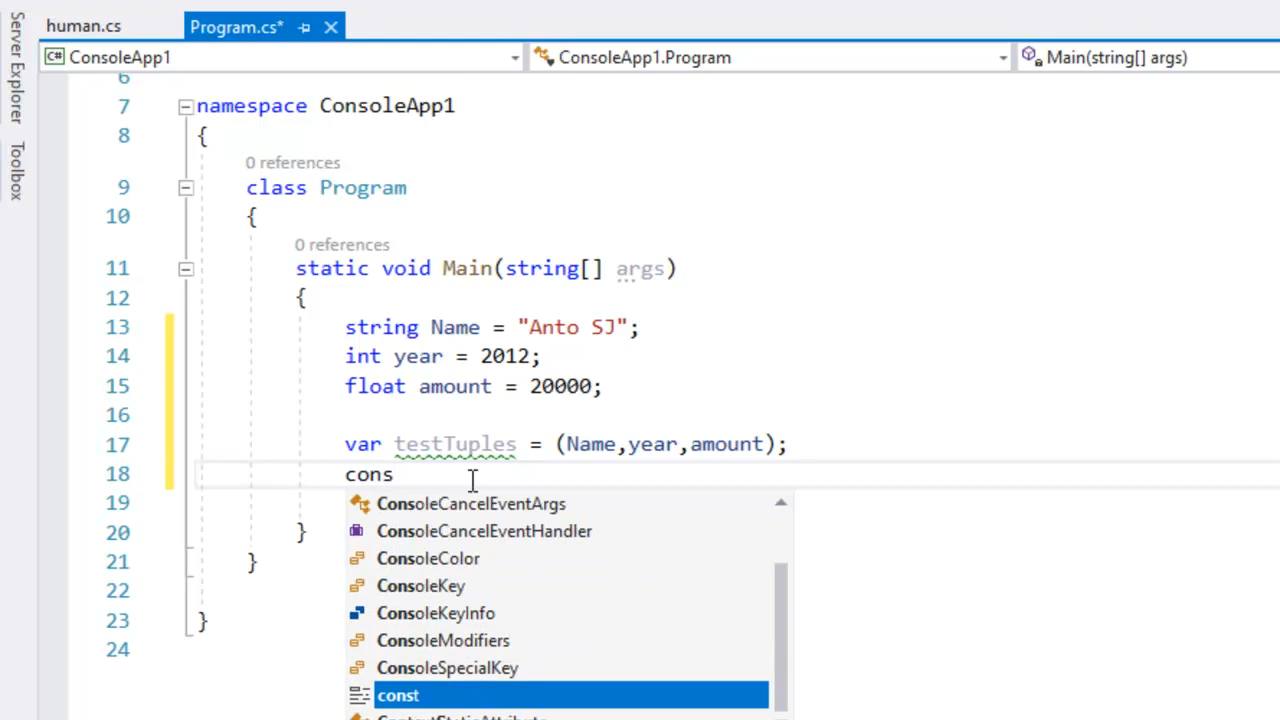 Server Explorer
Toolbox
human.cs
Program.cs*
C# ConsoleApp1
ConsoleApp1.Program
Main(string[] args)
6
7 namespace ConsoleApp1
8 {
0 references
9 class Program
10 {
0 references
11 static void Main(string[] args)
12 {
13 string Name = "Anto SJ";
14 int year = 2012;
15 float amount = 20000;
16
17 var testTuples = (Name,year,amount);
18 cons
19
ConsoleCancelEventArgs
ConsoleCancelEventHandler
ConsoleColor
ConsoleKey
ConsoleKeyInfo
ConsoleModifiers
ConsoleSpecialKey
const
ContextStaticAttribute
20 }
21 }
22
23 }
24